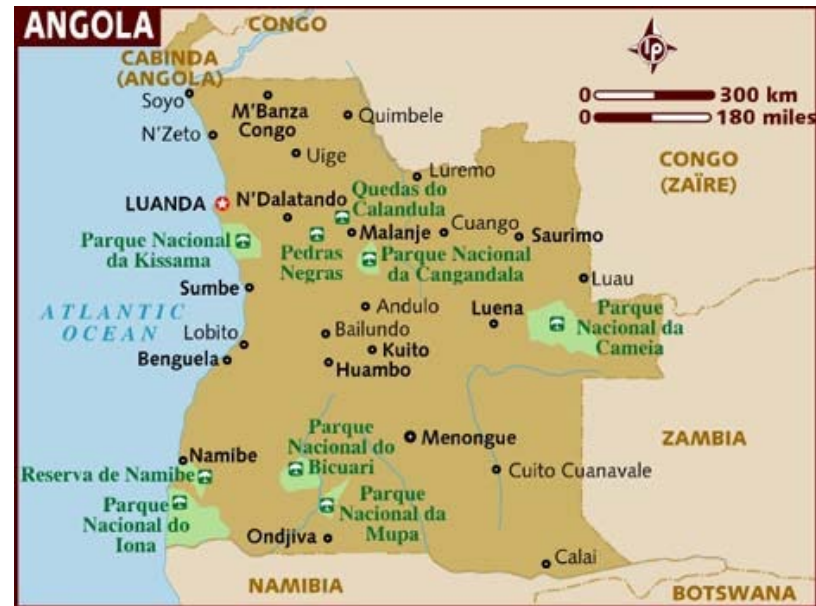 ANGOLA
CONGO
CABINDA
(ANGOLA)
lp
0 300 km
0 180 miles
Soyo
M'Banza
Congo
Quimbele
N'Zeto
Uige
CONGO
(ZAÏRE)
Luremo
LUANDA
N'Dalatando
Quedas do
Calandula
Parque Nacional
da Kissama
Pedras
Negras
Malanje
Cuango
Saurimo
Parque Nacional
da Cangandala
Luau
Sumbe
ATLANTIC
OCEAN
Andulo
Luena
Parque
Nacional da
Cameia
Lobito
Bailundo
Benguela
Kuito
Huambo
Parque
Nacional do
Bicuari
Menongue
ZAMBIA
Namibe
Reserva de Namibe
Cuito Cuanavale
Parque
Nacional do
Iona
Parque
Nacional da
Mupa
Ondjiva
Calai
NAMIBIA
BOTSWANA